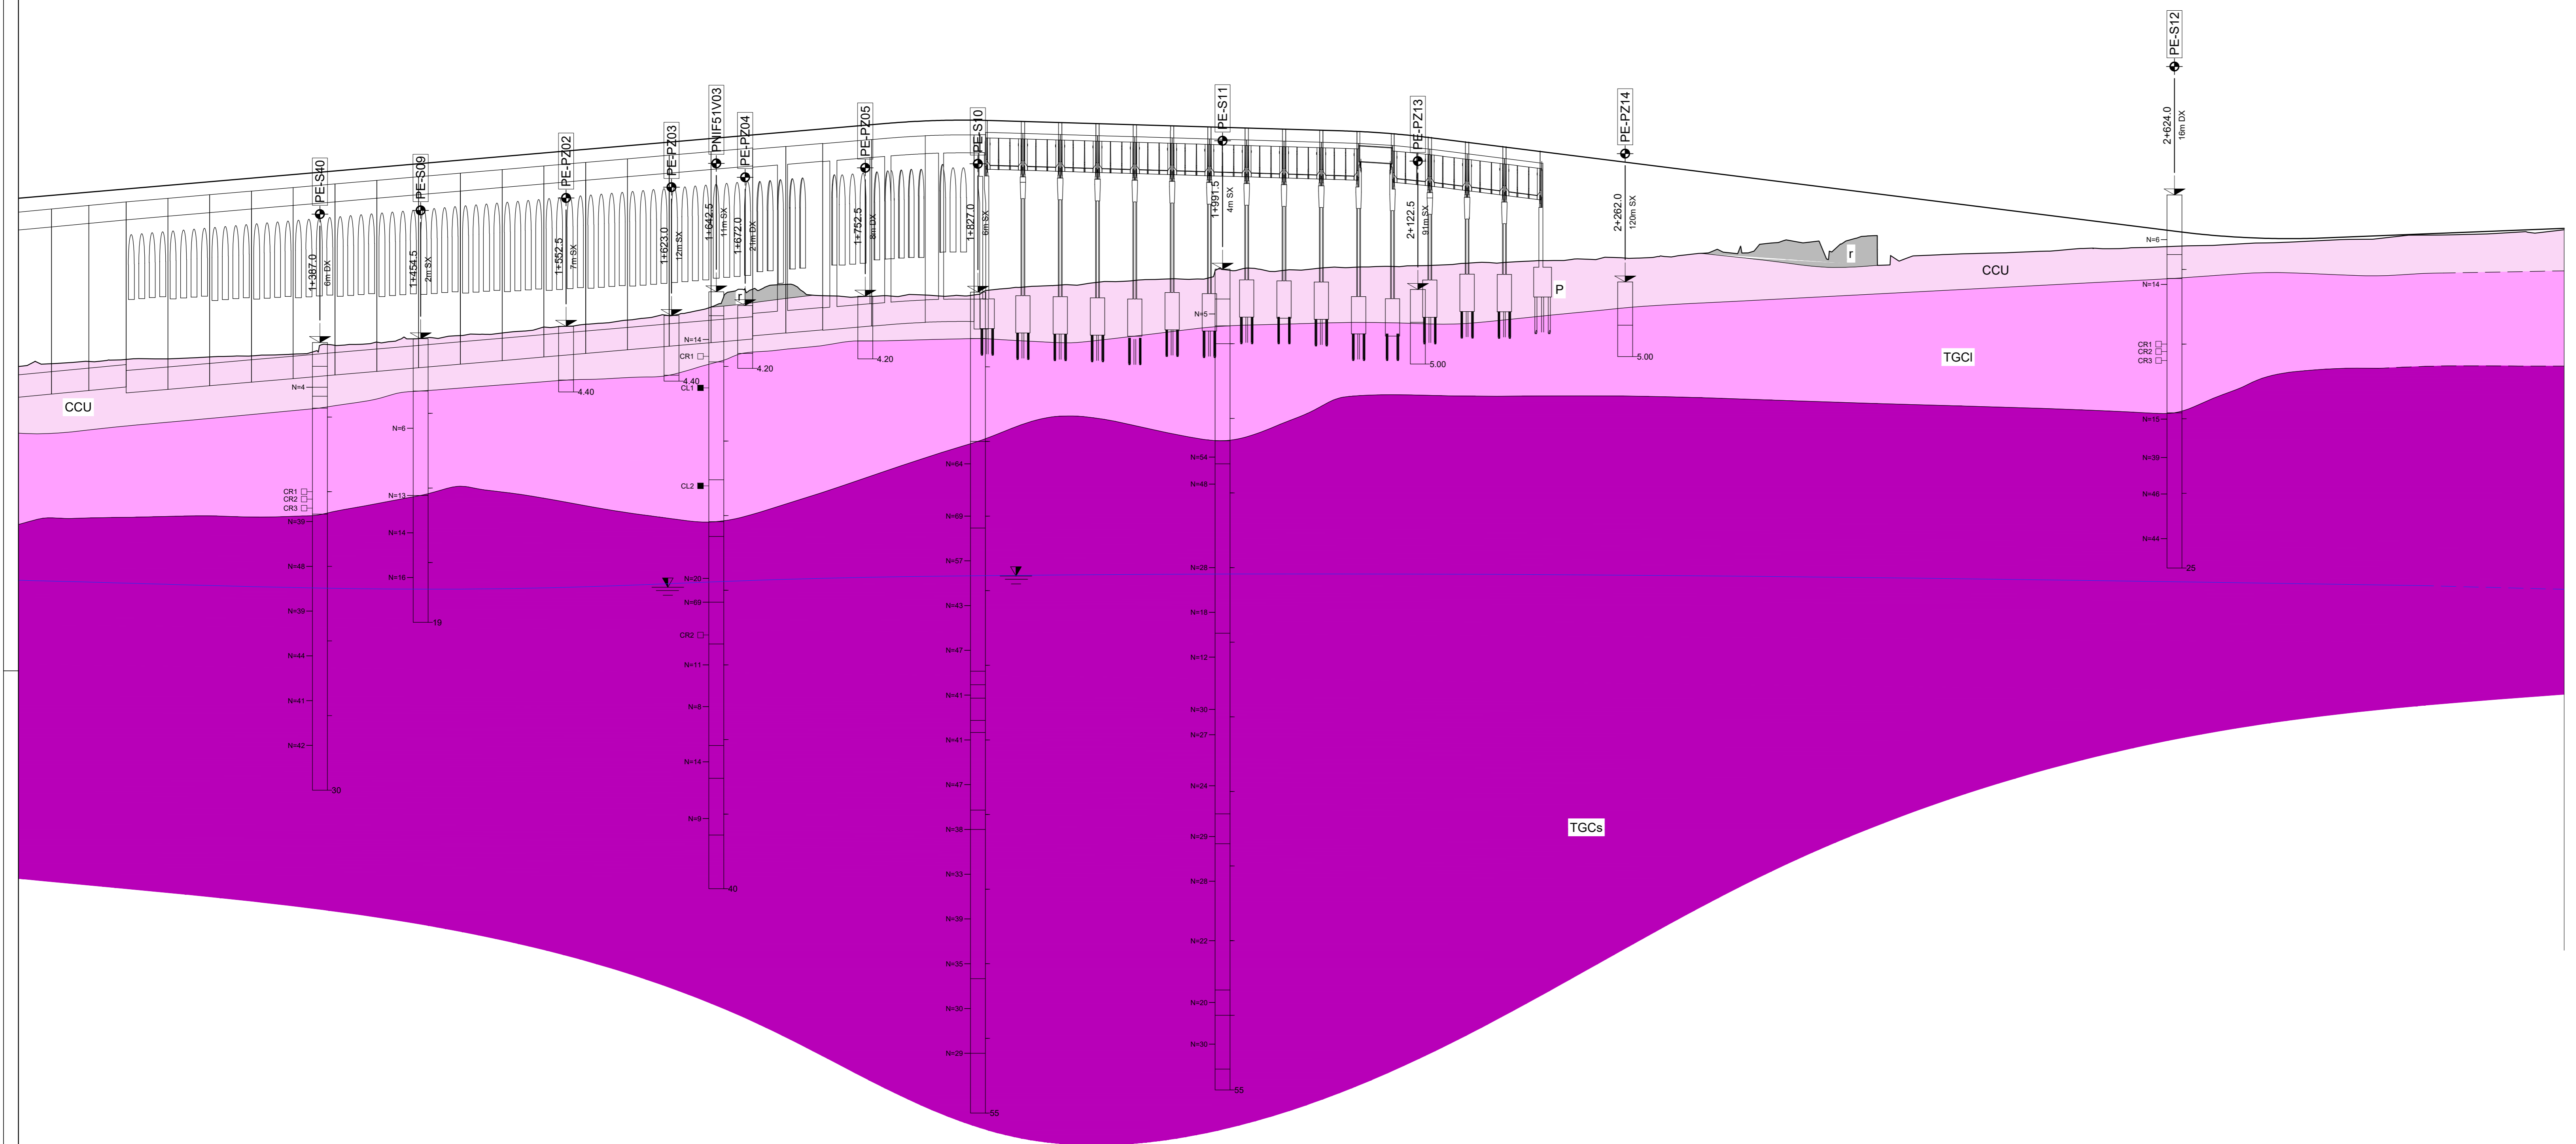 PE-S40
1+387.0
6m DX
N=4
CR1
CR2
CR3
N=39
N=48
N=39
N=44
N=41
N=42
30
PE-S09
1+454.5
2m SX
N=6
N=13
N=14
N=16
19
PE-PZ02
1+552.5
7m SX
4.40
PE-PZ03
1+623.0
12m SX
4.40
PNIF51V03
1+642.5
11m SX
N=14
CR1
CL1
CL2
N=20
N=69
CR2
N=11
N=8
N=14
N=9
40
PE-PZ04
1+672.0
21m DX
4.20
r
PE-PZ05
1+752.5
8m DX
4.20
PE-S10
1+827.0
6m SX
N=64
N=69
N=57
N=43
N=47
N=41
N=41
N=47
N=38
N=33
N=39
N=35
N=30
N=29
55
PE-S11
1+991.5
4m SX
N=5
N=54
N=48
N=26
N=18
N=12
N=30
N=27
N=24
N=29
N=28
N=22
N=20
N=30
55
PE-PZ13
2+122.5
91m SX
5.00
P
PE-PZ14
2+262.0
120m SX
5.00
r
PE-S12
2+624.0
16m DX
N=6
N=14
CR1
CR2
CR3
N=15
N=39
N=46
N=44
25
CCU
CCU
TGCl
TGCs